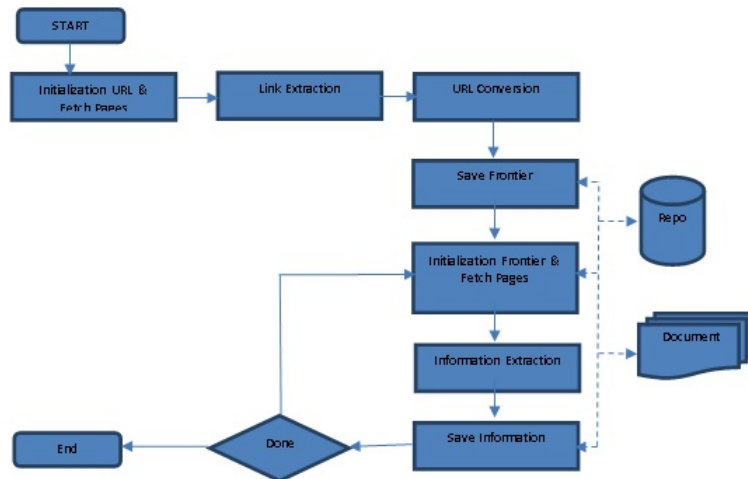 START
Initialization URL &
Fetch Pages
Link Extraction
URL Conversion
Save Frontier
Repo
Initialization Frontier &
Fetch Pages
Document
Information Extraction
Save Information
Done
End